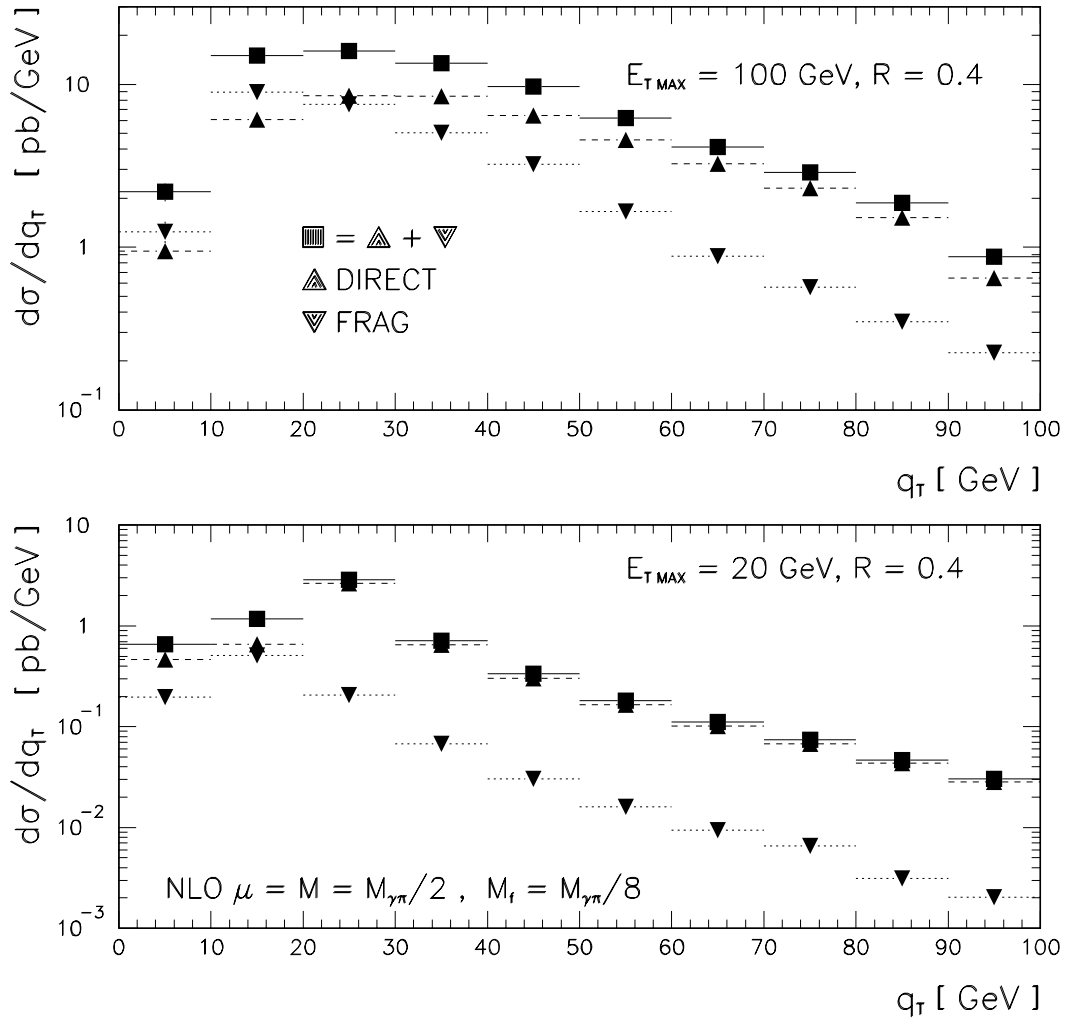 dσ/dq_T [ pb/GeV]
10
1
10^-1
E_T MAX = 100 GeV, R = 0.4
■ = △ + ▽
△ DIRECT
▽ FRAG
0 10 20 30 40 50 60 70 80 90 100
q_T [ GeV ]
dσ/dq_T [ pb/GeV]
10
1
10^-1
10^-2
10^-3
E_T MAX = 20 GeV, R = 0.4
NLO μ = M = M_γπ/2 , M_f = M_γπ/8
0 10 20 30 40 50 60 70 80 90 100
q_T [ GeV ]